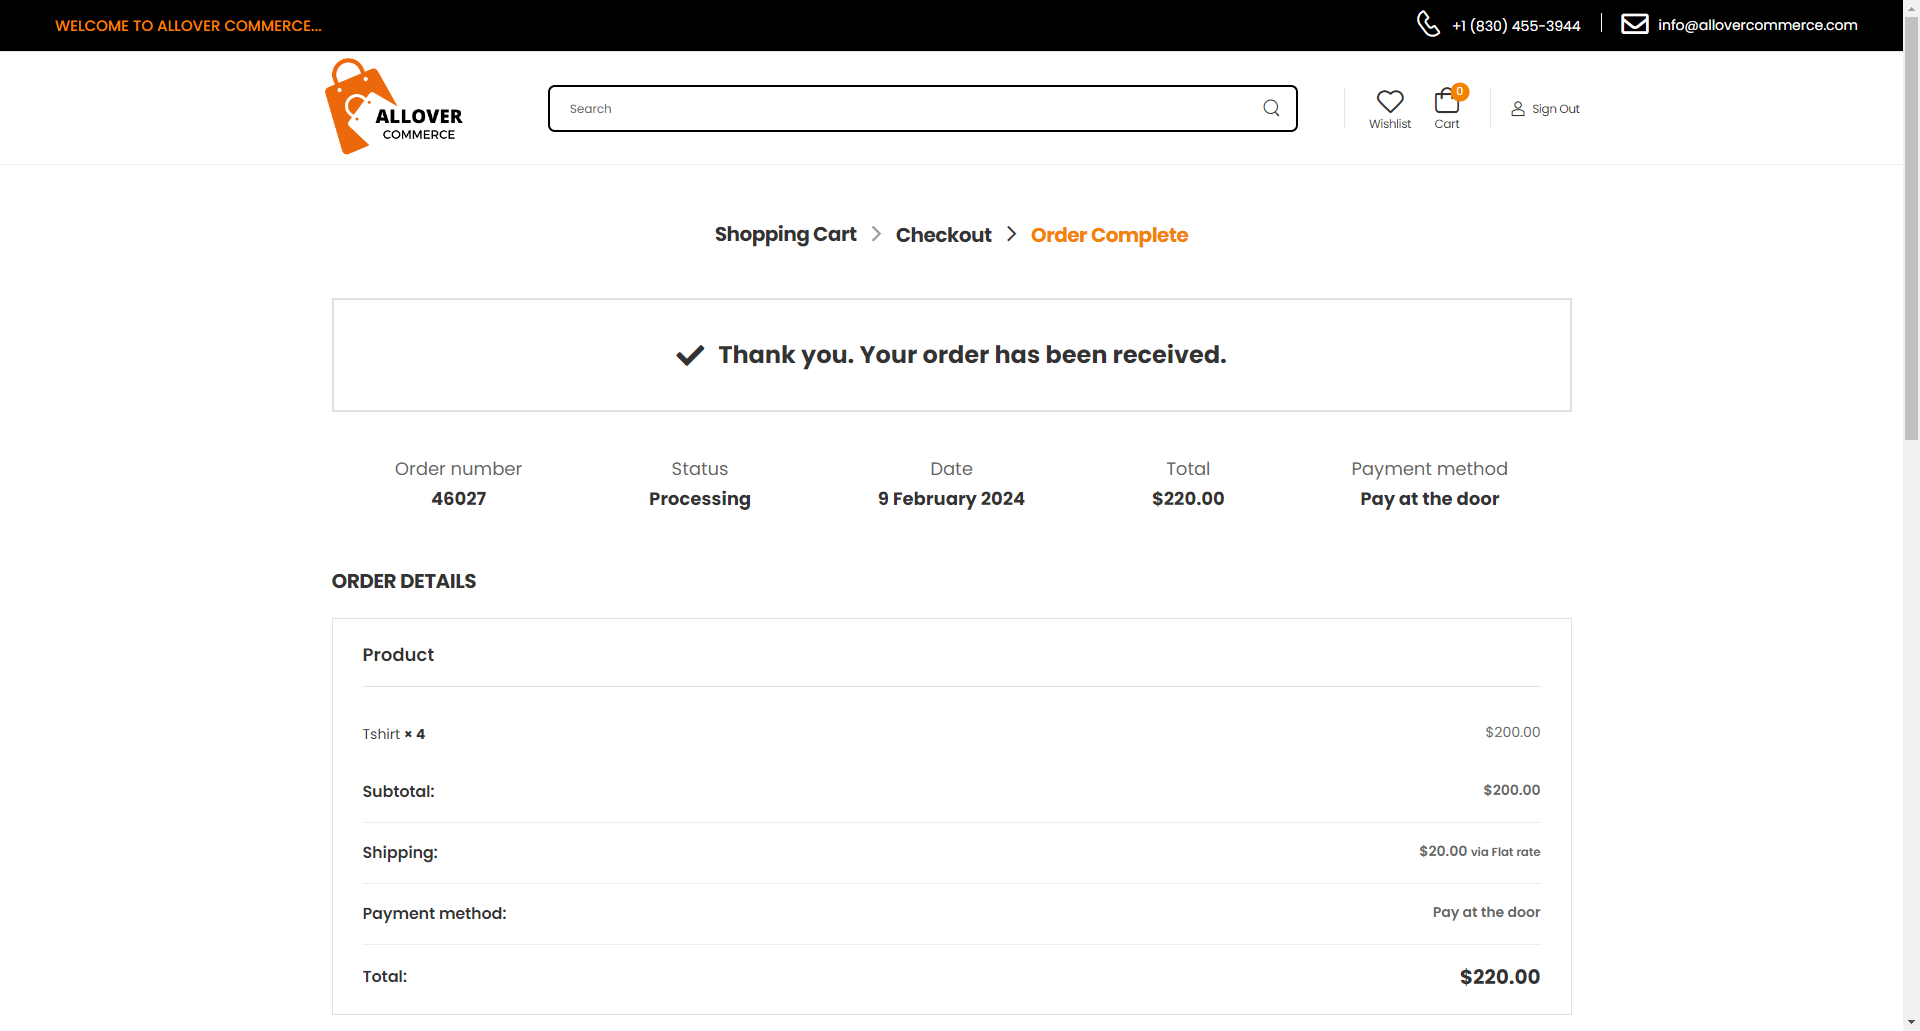 WELCOME TO ALLOVER COMMERCE...
+1 (830) 455-3944
info@allovercommerce.com
ALLOVER
COMMERCE
Search
Wishlist
0
Cart
Sign Out
Shopping Cart
Checkout
Order Complete
Thank you. Your order has been received.
Order number
46027
Status
Processing
Date
9 February 2024
Total
$220.00
Payment method
Pay at the door
ORDER DETAILS
Product
Tshirt × 4 $200.00
Subtotal: $200.00
Shipping: $20.00 via Flat rate
Payment method: Pay at the door
Total: $220.00